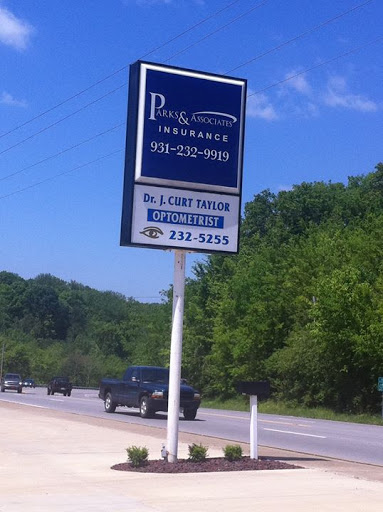 PARKS & ASSOCIATES
INSURANCE
931-232-9919
Dr. J. CURT TAYLOR
OPTOMETRIST
232-5255